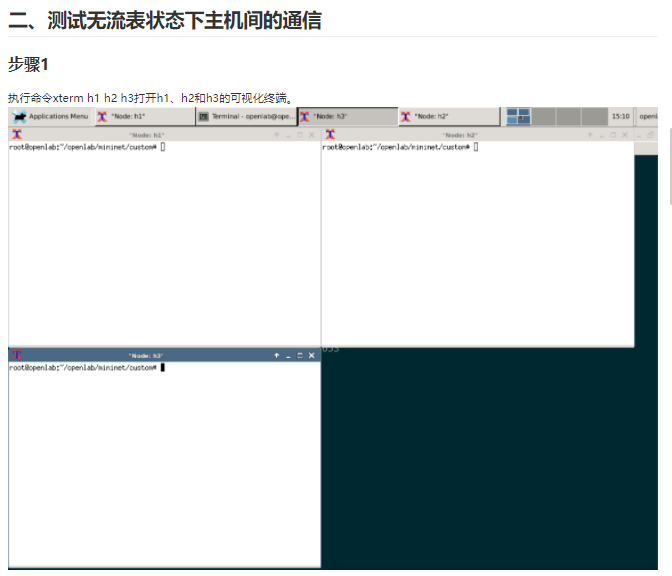 二、测试无流表状态下主机间的通信
步骤1
执行命令xterm h1 h2 h3打开h1、h2和h3的可视化终端。
Applications Menu "Node: h1" Terminal - openlab@ope... "Node: h3" "Node: h2" 15:10 openla
"Node: h1" "Node: h2"
root@openlab:~/openlab/mininet/custom# root@openlab:~/openlab/mininet/custom#
"Node: h3"
root@openlab:~/openlab/mininet/custom#